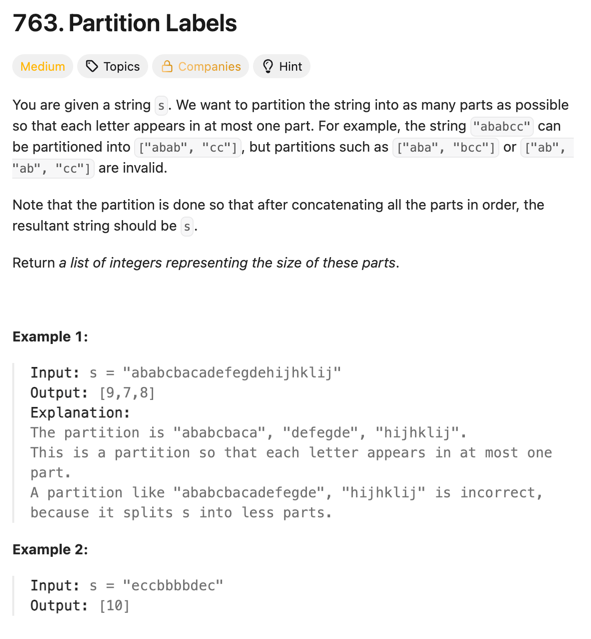 763. Partition Labels
Medium Topics Companies Hint
You are given a string s. We want to partition the string into as many parts as possible
so that each letter appears in at most one part. For example, the string "ababcc" can
be partitioned into ["abab", "cc"], but partitions such as ["aba", "bcc"] or ["ab",
"ab", "cc"] are invalid.
Note that the partition is done so that after concatenating all the parts in order, the
resultant string should be s.
Return a list of integers representing the size of these parts.
Example 1:
Input: s = "ababcbacadefegdehijhklij"
Output: [9,7,8]
Explanation:
The partition is "ababcbaca", "defegde", "hijhklij".
This is a partition so that each letter appears in at most one
part.
A partition like "ababcbacadefegde", "hijhklij" is incorrect,
because it splits s into less parts.
Example 2:
Input: s = "eccbbbbdec"
Output: [10]